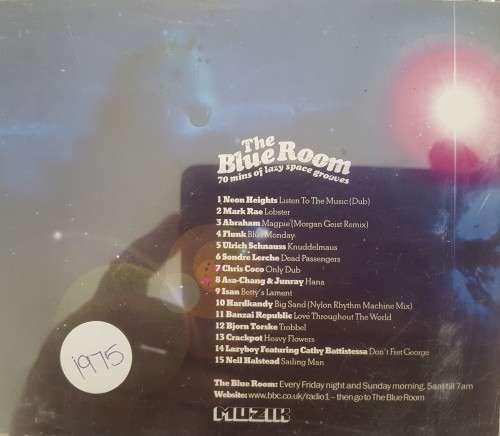 The
Blue Room
70 mins of lazy space grooves
1 Neon Heights Listen To The Music (Dub)
2 Mark Rae Lobster
3 Abraham Magpie (Morgan Geist Remix)
4 Flunk Blue Monday
5 Ulrich Schnauss Knuddelmaus
6 Sondre Lerche Dead Passengers
7 Chris Coco Only Dub
8 Asa-Chang & Junray Hana
9 Isan Betty's Lament
10 Hardkandy Big Sand (Nylon Rhythm Machine Mix)
11 Banzai Republic Love Throughout The World
12 Bjorn Torske Trobbel
13 Crackpot Heavy Flowers
14 Lazyboy Featuring Cathy Battistessa Don't Fret George
15 Neil Halstead Sailing Man
The Blue Room: Every Friday night and Sunday morning, 5am till 7am
Website: www.bbc.co.uk/radio1 – then go to The Blue Room
MUZIK
1975